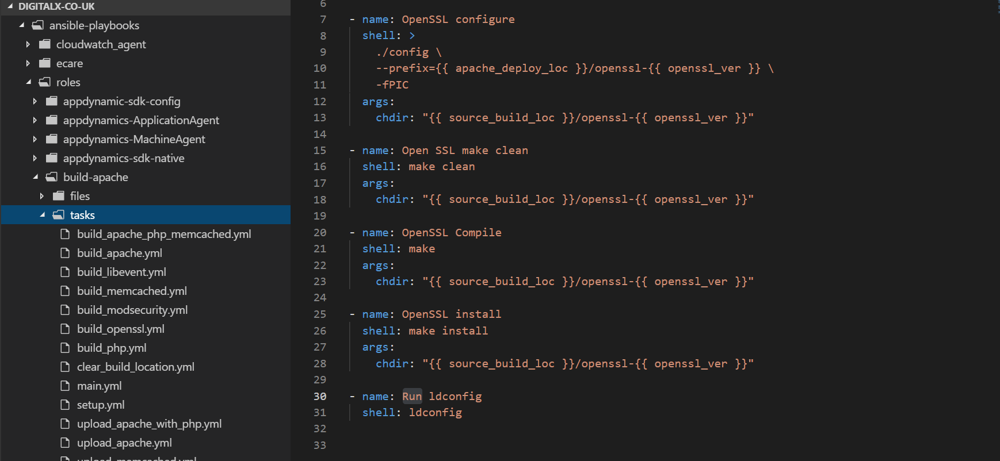 DIGITALX-CO-UK
ansible-playbooks
cloudwatch_agent
ecare
roles
appdynamic-sdk-config
appdynamics-ApplicationAgent
appdynamics-MachineAgent
appdynamics-sdk-native
build-apache
files
tasks
build_apache_php_memcached.yml
build_apache.yml
build_libevent.yml
build_memcached.yml
build_modsecurity.yml
build_openssl.yml
build_php.yml
clear_build_location.yml
main.yml
setup.yml
upload_apache_with_php.yml
upload_apache.yml
upload_memcached.yml
6
7 - name: OpenSSL configure
8 shell: >
9 ./config \
10 --prefix={{ apache_deploy_loc }}/openssl-{{ openssl_ver }} \
11 -fPIC
12 args:
13 chdir: "{{ source_build_loc }}/openssl-{{ openssl_ver }}"
14
15 - name: Open SSL make clean
16 shell: make clean
17 args:
18 chdir: "{{ source_build_loc }}/openssl-{{ openssl_ver }}"
19
20 - name: OpenSSL Compile
21 shell: make
22 args:
23 chdir: "{{ source_build_loc }}/openssl-{{ openssl_ver }}"
24
25 - name: OpenSSL install
26 shell: make install
27 args:
28 chdir: "{{ source_build_loc }}/openssl-{{ openssl_ver }}"
29
30 - name: Run ldconfig
31 shell: ldconfig
32
33